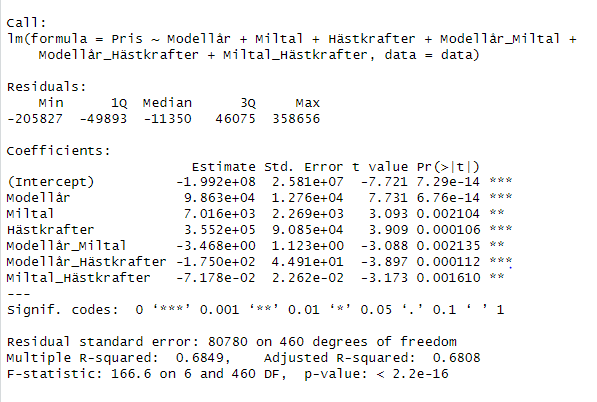 Call:
lm(formula = Pris ~ Modellår + Miltal + Hästkrafter + Modellår_Miltal +
    Modellår_Hästkrafter + Miltal_Hästkrafter, data = data)
Residuals:
    Min      1Q  Median      3Q     Max
-205827  -49893  -11350   46075  358656
Coefficients:
                       Estimate Std. Error t value Pr(>|t|)
(Intercept)          -1.992e+08  2.581e+07  -7.721 7.29e-14 ***
Modellår              9.863e+04  1.276e+04   7.731 6.76e-14 ***
Miltal                7.016e+03  2.269e+03   3.093 0.002104 **
Hästkrafter           3.552e+05  9.085e+04   3.909 0.000106 ***
Modellår_Miltal      -3.468e+00  1.123e+00  -3.088 0.002135 **
Modellår_Hästkrafter -1.750e+02  4.491e+01  -3.897 0.000112 ***
Miltal_Hästkrafter   -7.178e-02  2.262e-02  -3.173 0.001610 **
---
Signif. codes:  0 ‘***’ 0.001 ‘**’ 0.01 ‘*’ 0.05 ‘.’ 0.1 ‘ ’ 1
Residual standard error: 80780 on 460 degrees of freedom
Multiple R-squared:  0.6849,    Adjusted R-squared:  0.6808
F-statistic: 166.6 on 6 and 460 DF,  p-value: < 2.2e-16